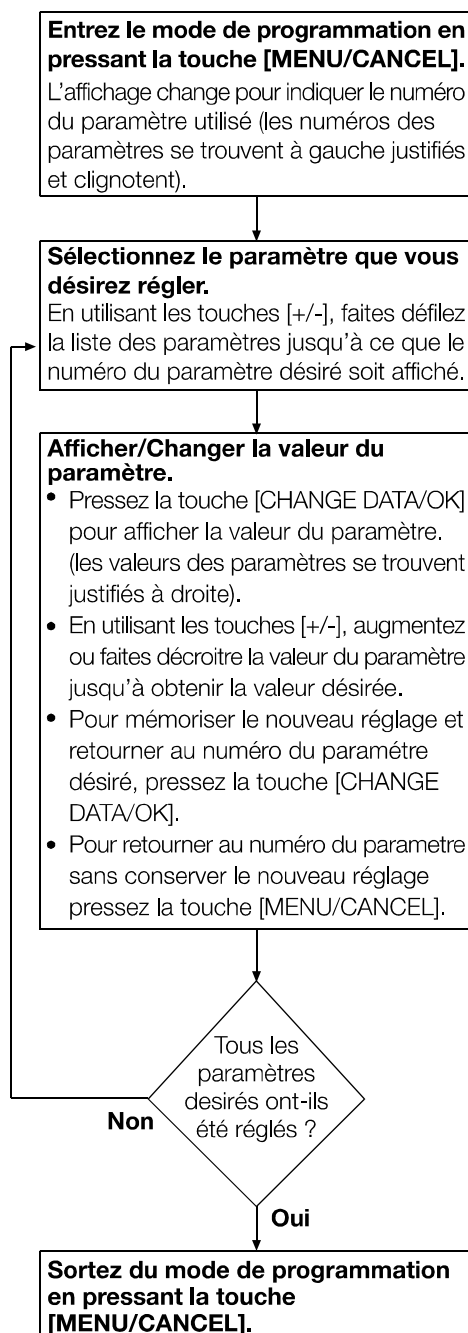 Entrez le mode de programmation en
pressant la touche [MENU/CANCEL].
L'affichage change pour indiquer le numéro
du paramètre utilisé (les numéros des
paramètres se trouvent à gauche justifiés
et clignotent).
Sélectionnez le paramètre que vous
désirez régler.
En utilisant les touches [+/-], faites défilez
la liste des paramètres jusqu'à ce que le
numéro du paramètre désiré soit affiché.
Afficher/Changer la valeur du
paramètre.
• Pressez la touche [CHANGE DATA/OK]
pour afficher la valeur du paramètre.
(les valeurs des paramètres se trouvent
justifiés à droite).
• En utilisant les touches [+/-], augmentez
ou faites décroitre la valeur du paramètre
jusqu'à obtenir la valeur désirée.
• Pour mémoriser le nouveau réglage et
retourner au numéro du paramétre
désiré, pressez la touche [CHANGE
DATA/OK].
• Pour retourner au numéro du parametre
sans conserver le nouveau réglage
pressez la touche [MENU/CANCEL].
Tous les
paramètres
desirés ont-ils
été réglés ?
Non
Oui
Sortez du mode de programmation
en pressant la touche
[MENU/CANCEL].